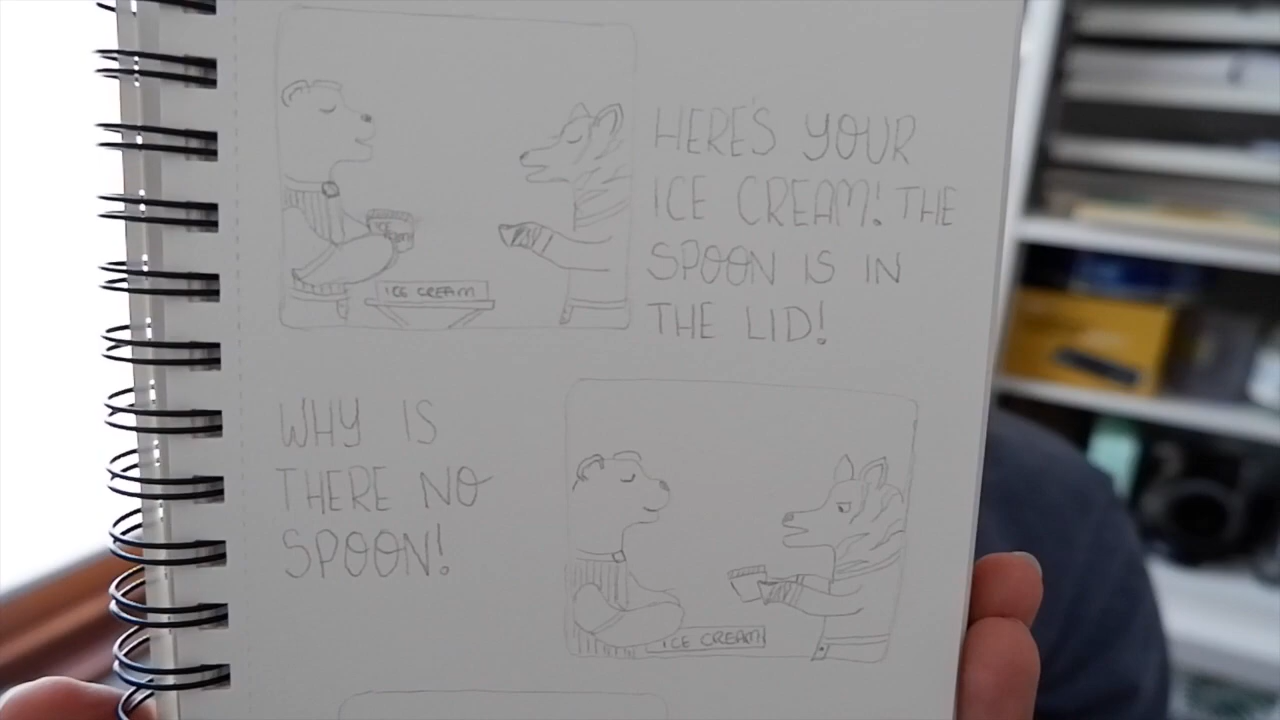 HERE'S YOUR
ICE CREAM! THE
SPOON IS IN
THE LID!
ICE CREAM
WHY IS
THERE NO
SPOON!
ICE CREAM